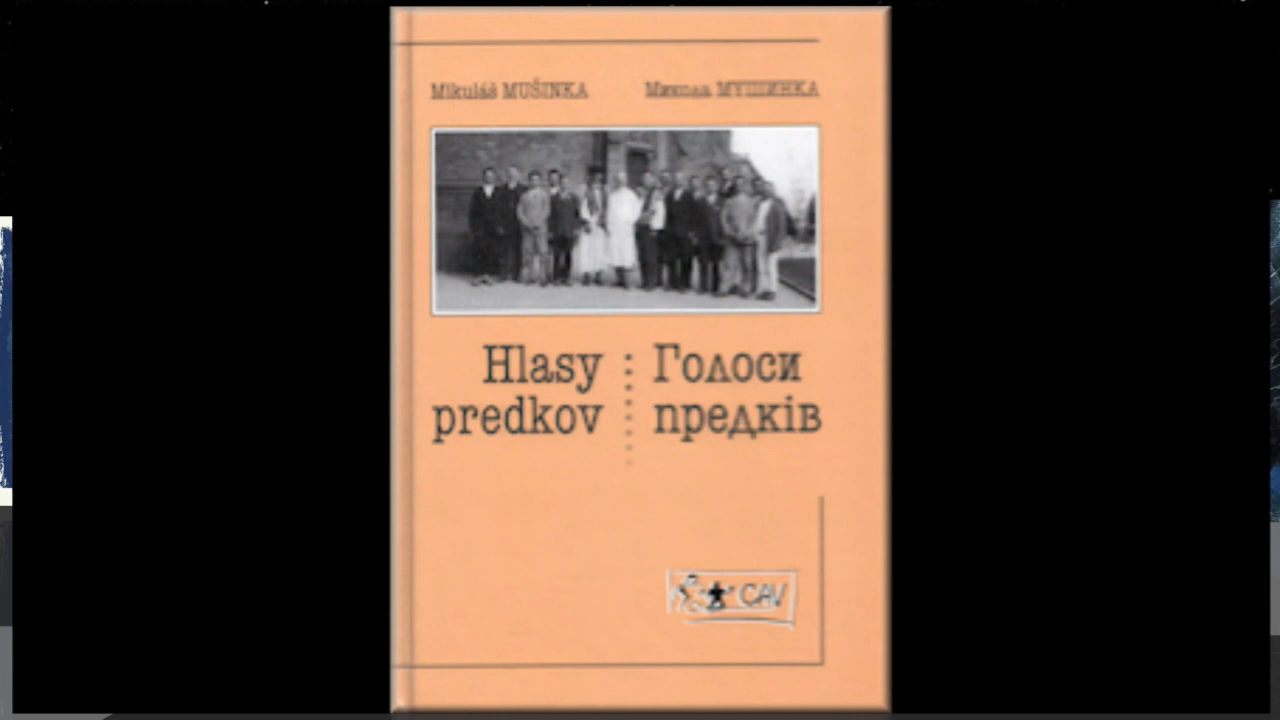 Mikuláš MUŠINKA
Микола МУШИНКА
Hlasy
predkov
Голоси
предків
CAV